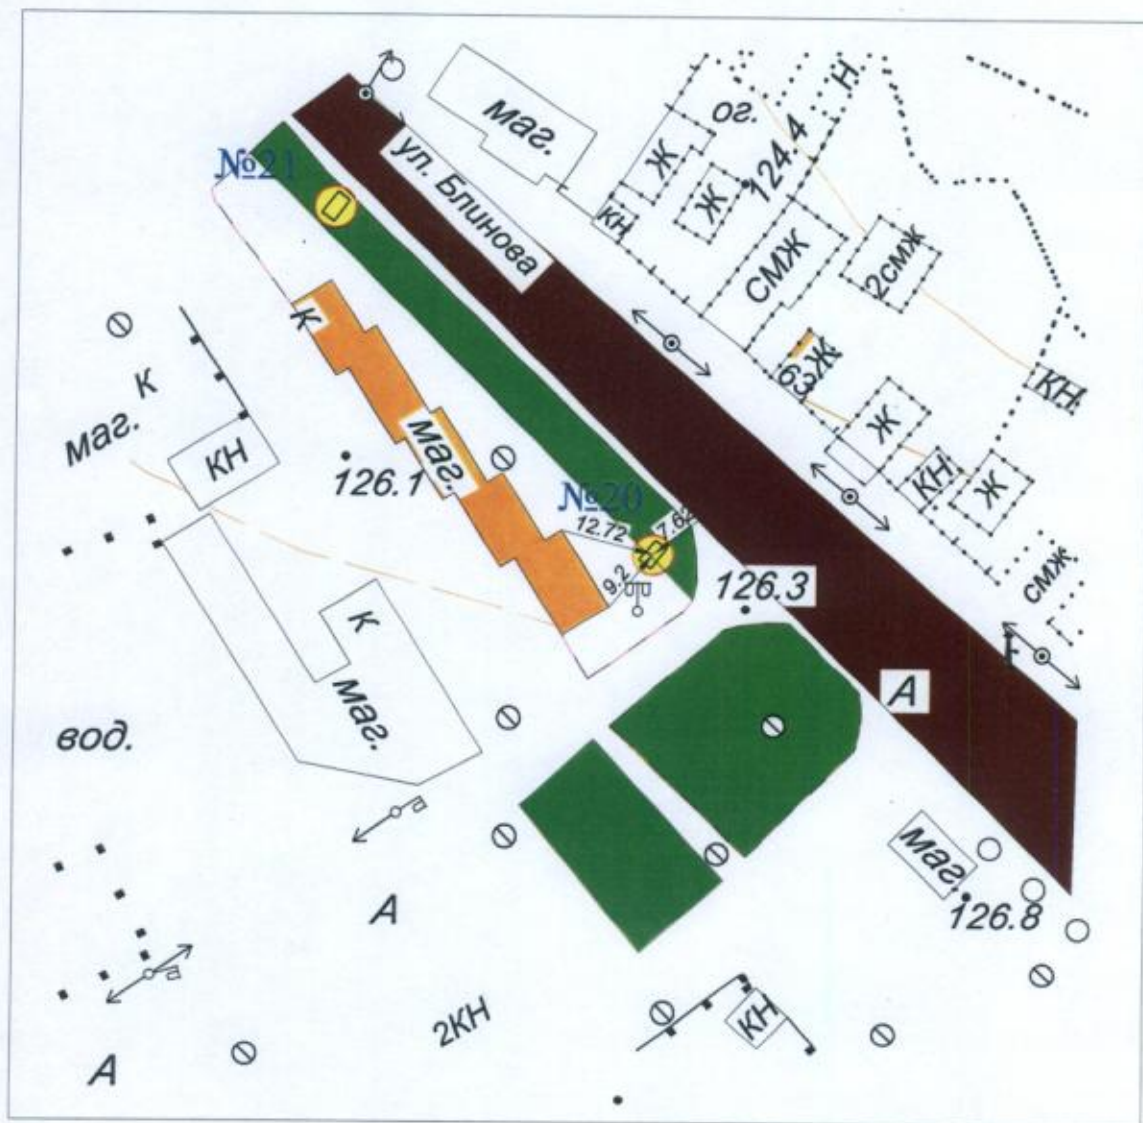 маг.
ог.
Н
124.4
№21
ул. Блинова
Ж
Ж
КН
СМЖ
2СМЖ
К
63Ж
КН
К
маг.
маг.
КН
126.1
Ж
КН
Ж
№20
12.72
7.62
9.2
126.3
СМЖ
К
маг.
А
вод.
маг.
126.8
А
2КН
КН
А